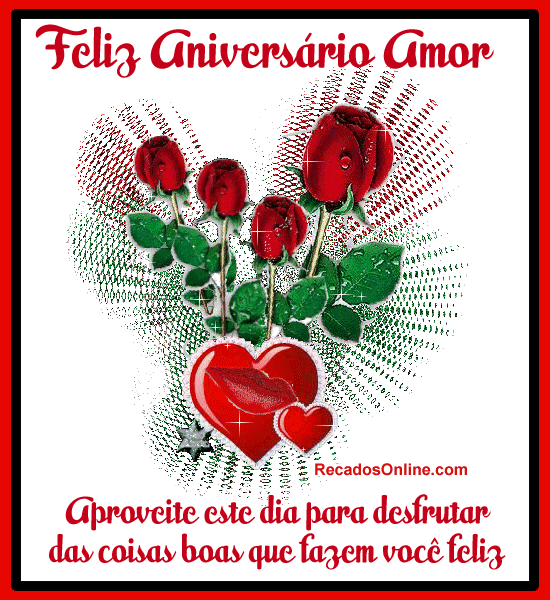 Feliz Aniversário Amor
RecadosOnline.com
Aproveite este dia para desfrutar
das coisas boas que fazem você feliz